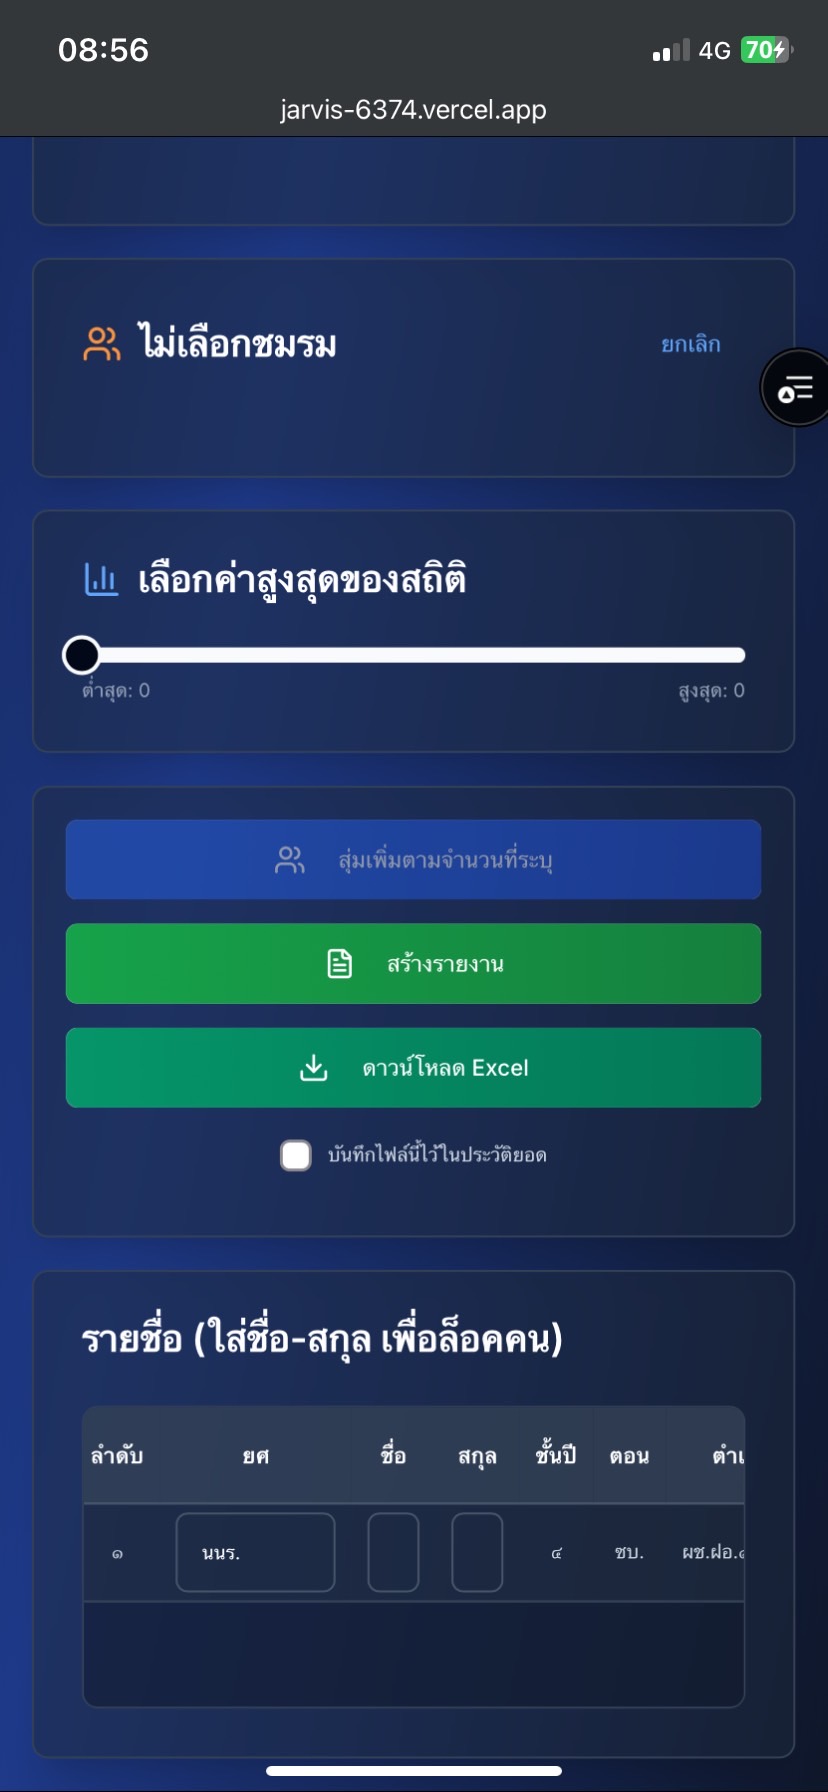 08:56
4G 70
jarvis-6374.vercel.app
ไม่เลือกชมรม
ยกเลิก
เลือกค่าสูงสุดของสถิติ
ต่ำสุด: 0
สูงสุด: 0
สุ่มเพิ่มตามจำนวนที่ระบุ
สร้างรายงาน
ดาวน์โหลด Excel
บันทึกไฟล์นี้ไว้ในประวัติยอด
รายชื่อ (ใส่ชื่อ-สกุล เพื่อล็อคคน)
ลำดับ ยศ ชื่อ สกุล ชั้นปี ตอน
๑ นนร. ๔ ชบ. ผช.ฝอ.